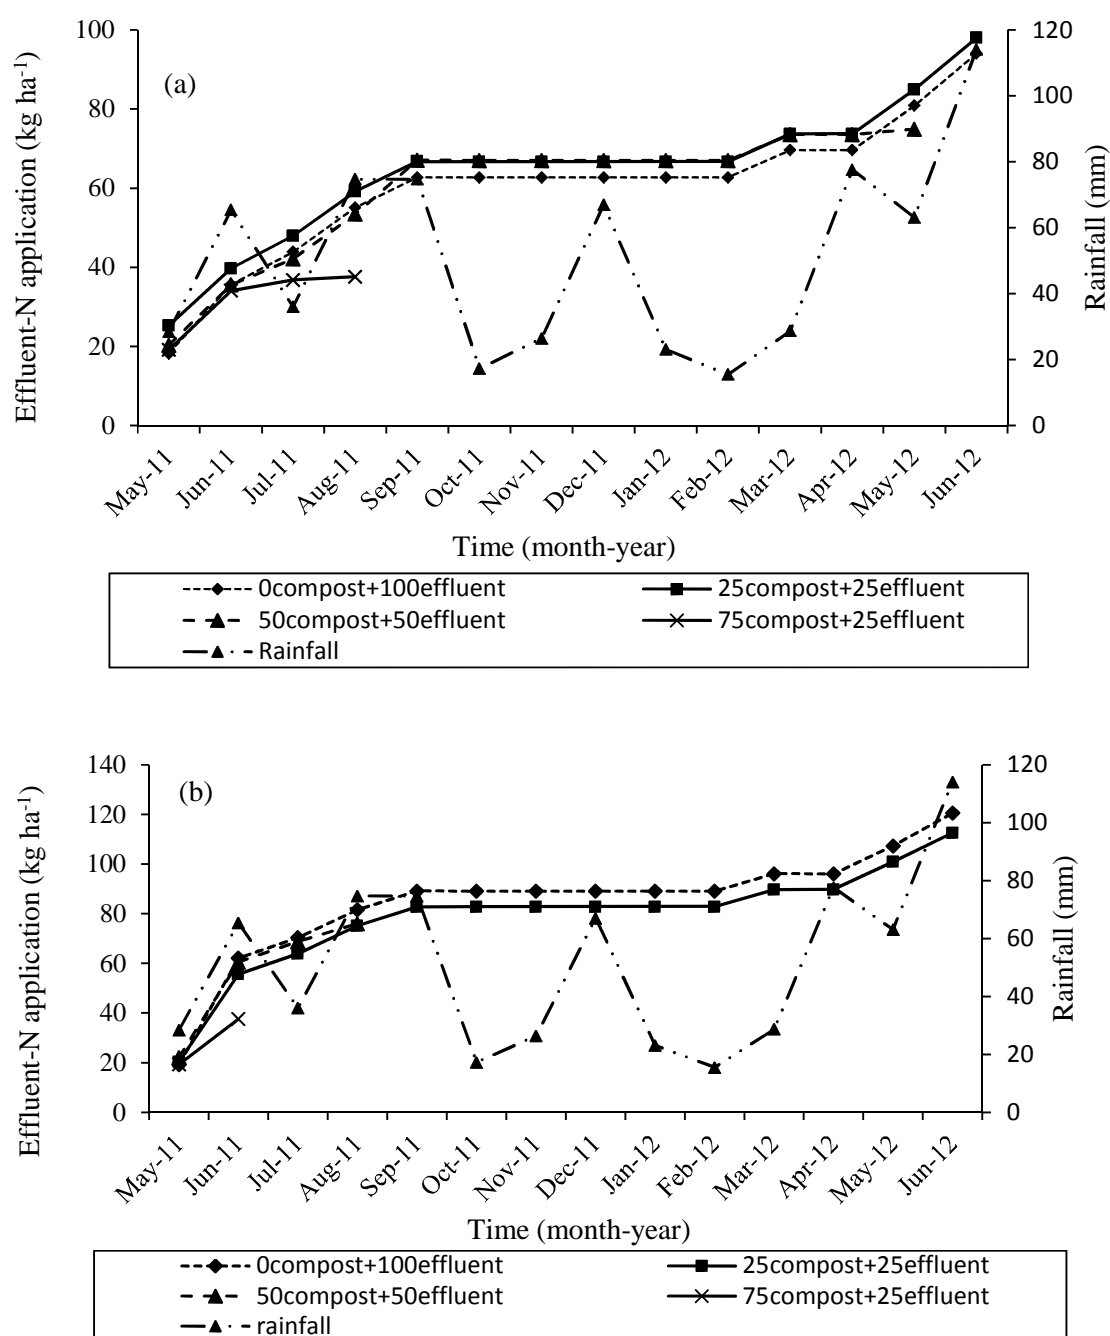 Effluent-N application (kg ha-1)
100
80
60
40
20
0
(a)
120
100
80
60
40
20
0
Rainfall (mm)
May-11 Jun-11 Jul-11 Aug-11 Sep-11 Oct-11 Nov-11 Dec-11 Jan-12 Feb-12 Mar-12 Apr-12 May-12 Jun-12
Time (month-year)
0compost+100effluent 25compost+25effluent
50compost+50effluent 75compost+25effluent
Rainfall
Effluent-N application (kg ha-1)
140
120
100
80
60
40
20
0
(b)
120
100
80
60
40
20
0
Rainfall (mm)
May-11 Jun-11 Jul-11 Aug-11 Sep-11 Oct-11 Nov-11 Dec-11 Jan-12 Feb-12 Mar-12 Apr-12 May-12 Jun-12
Time (month-year)
0compost+100effluent 25compost+25effluent
50compost+50effluent 75compost+25effluent
rainfall